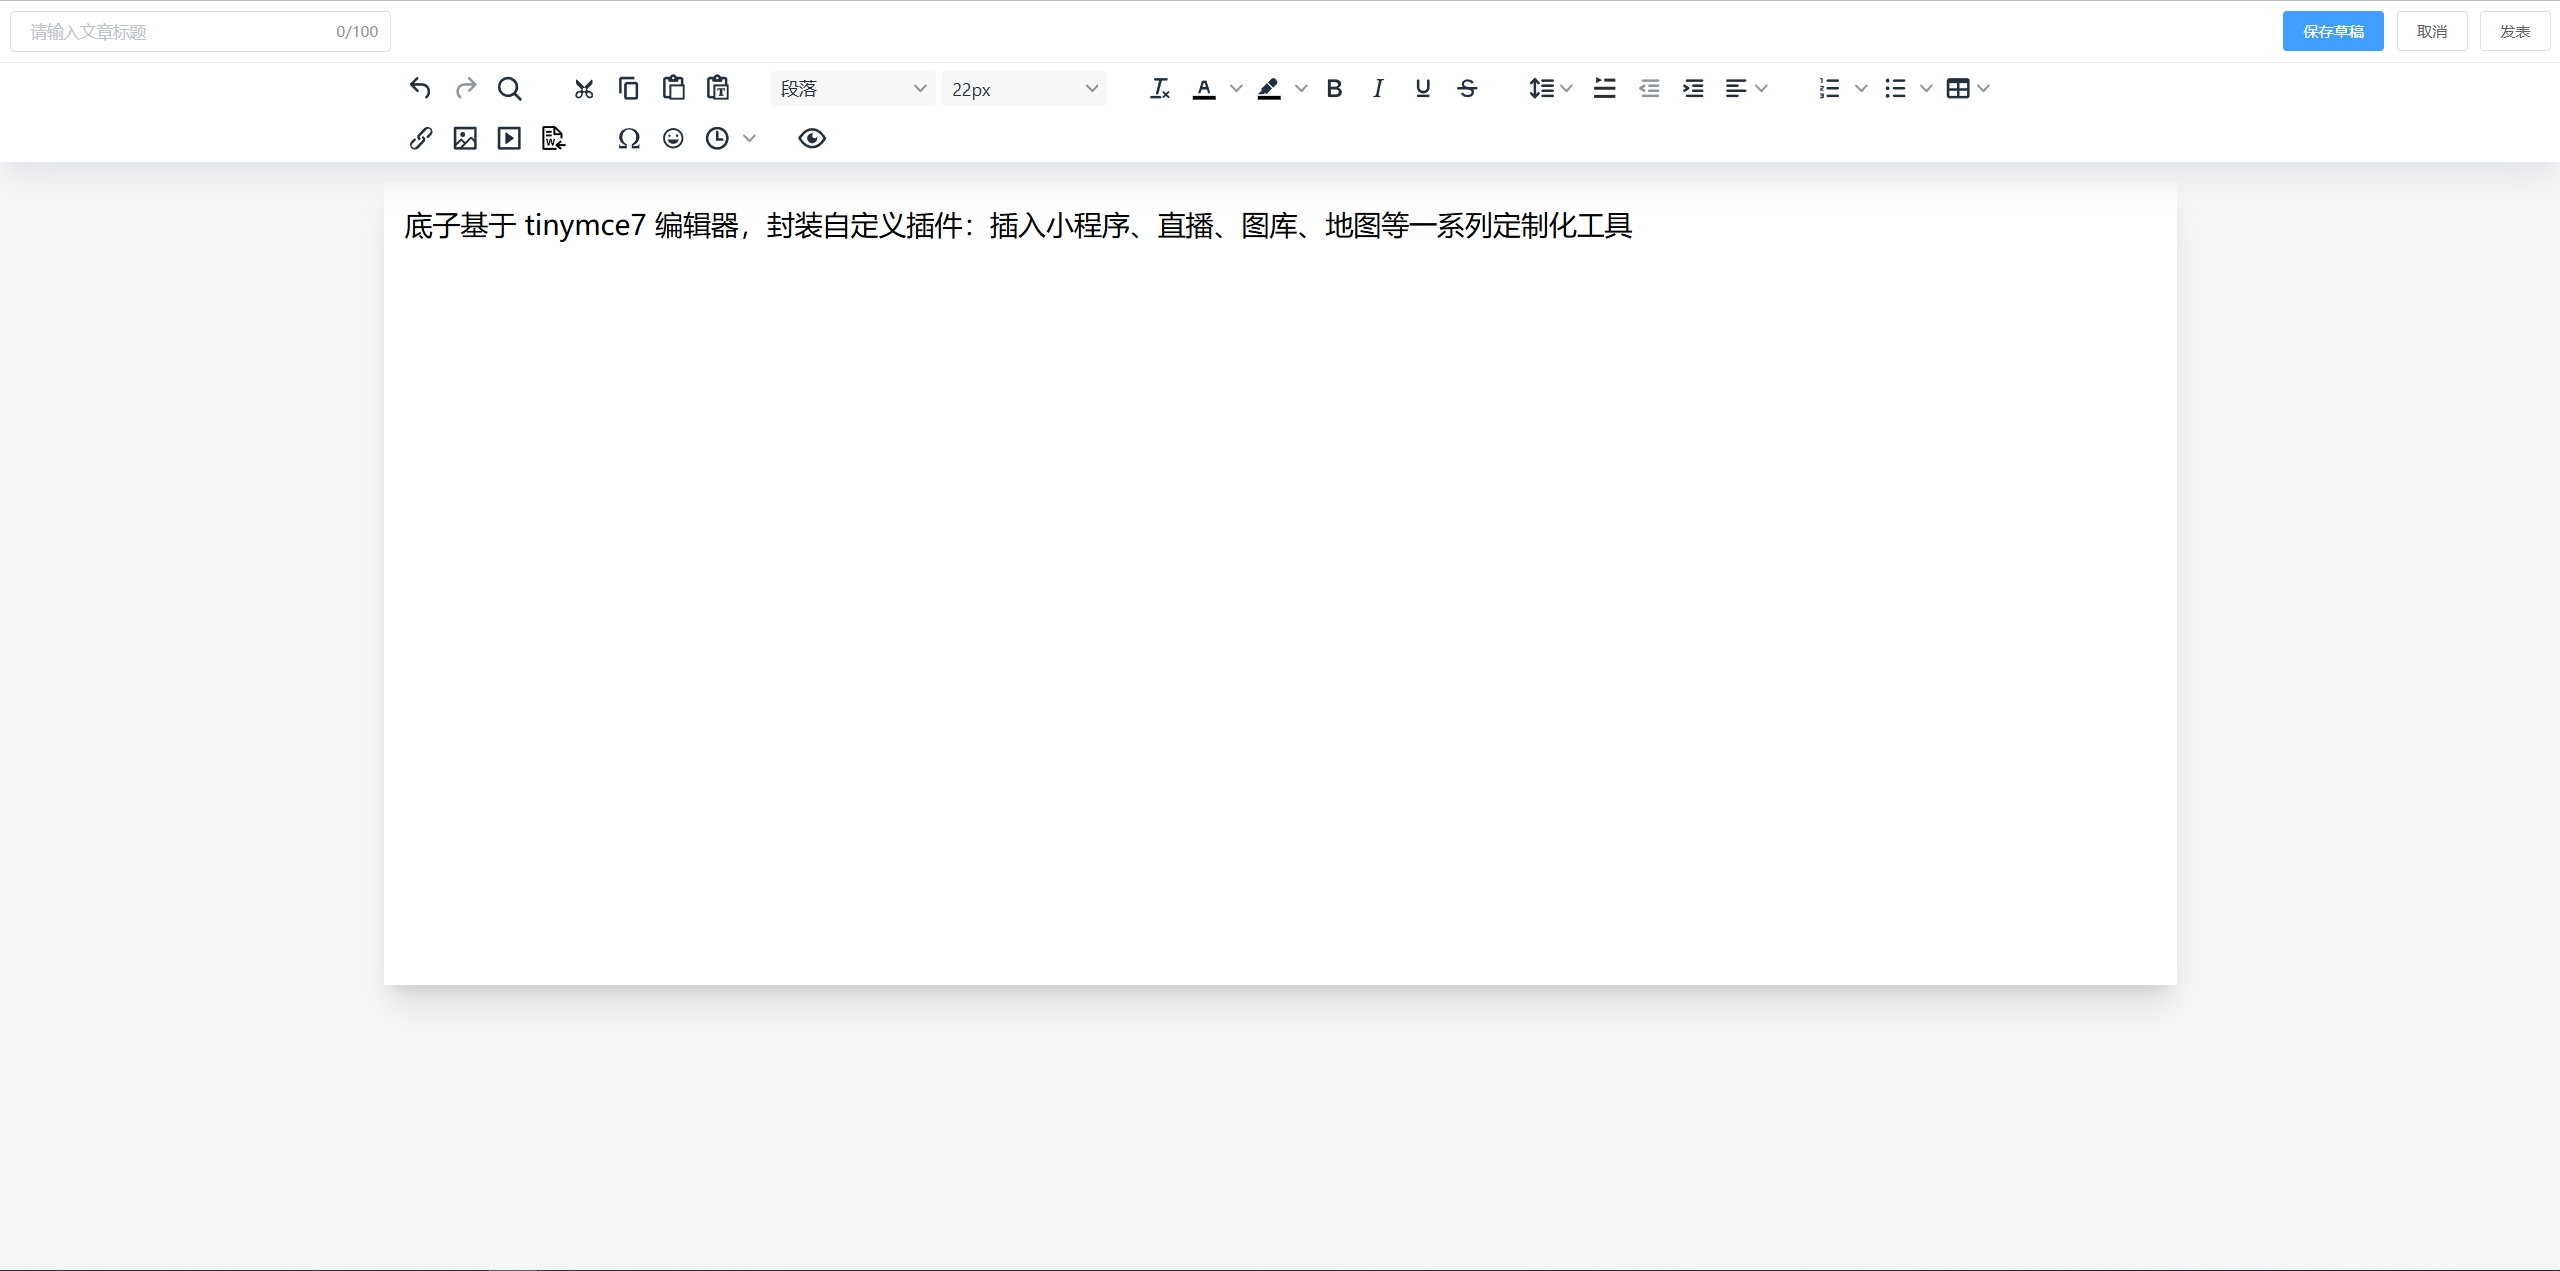 请输入文章标题 0/100 保存草稿 取消 发表
段落 22px
底子基于 tinymce7 编辑器，封装自定义插件：插入小程序、直播、图库、地图等一系列定制化工具